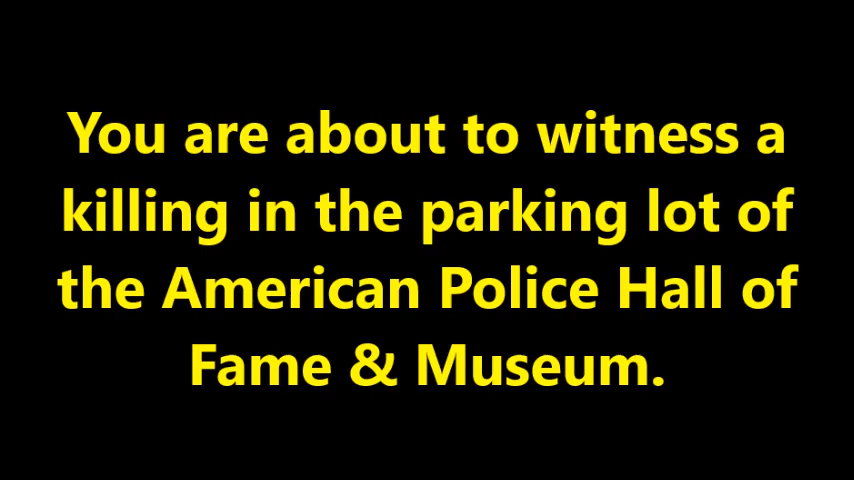 You are about to witness a
killing in the parking lot of
the American Police Hall of
Fame & Museum.